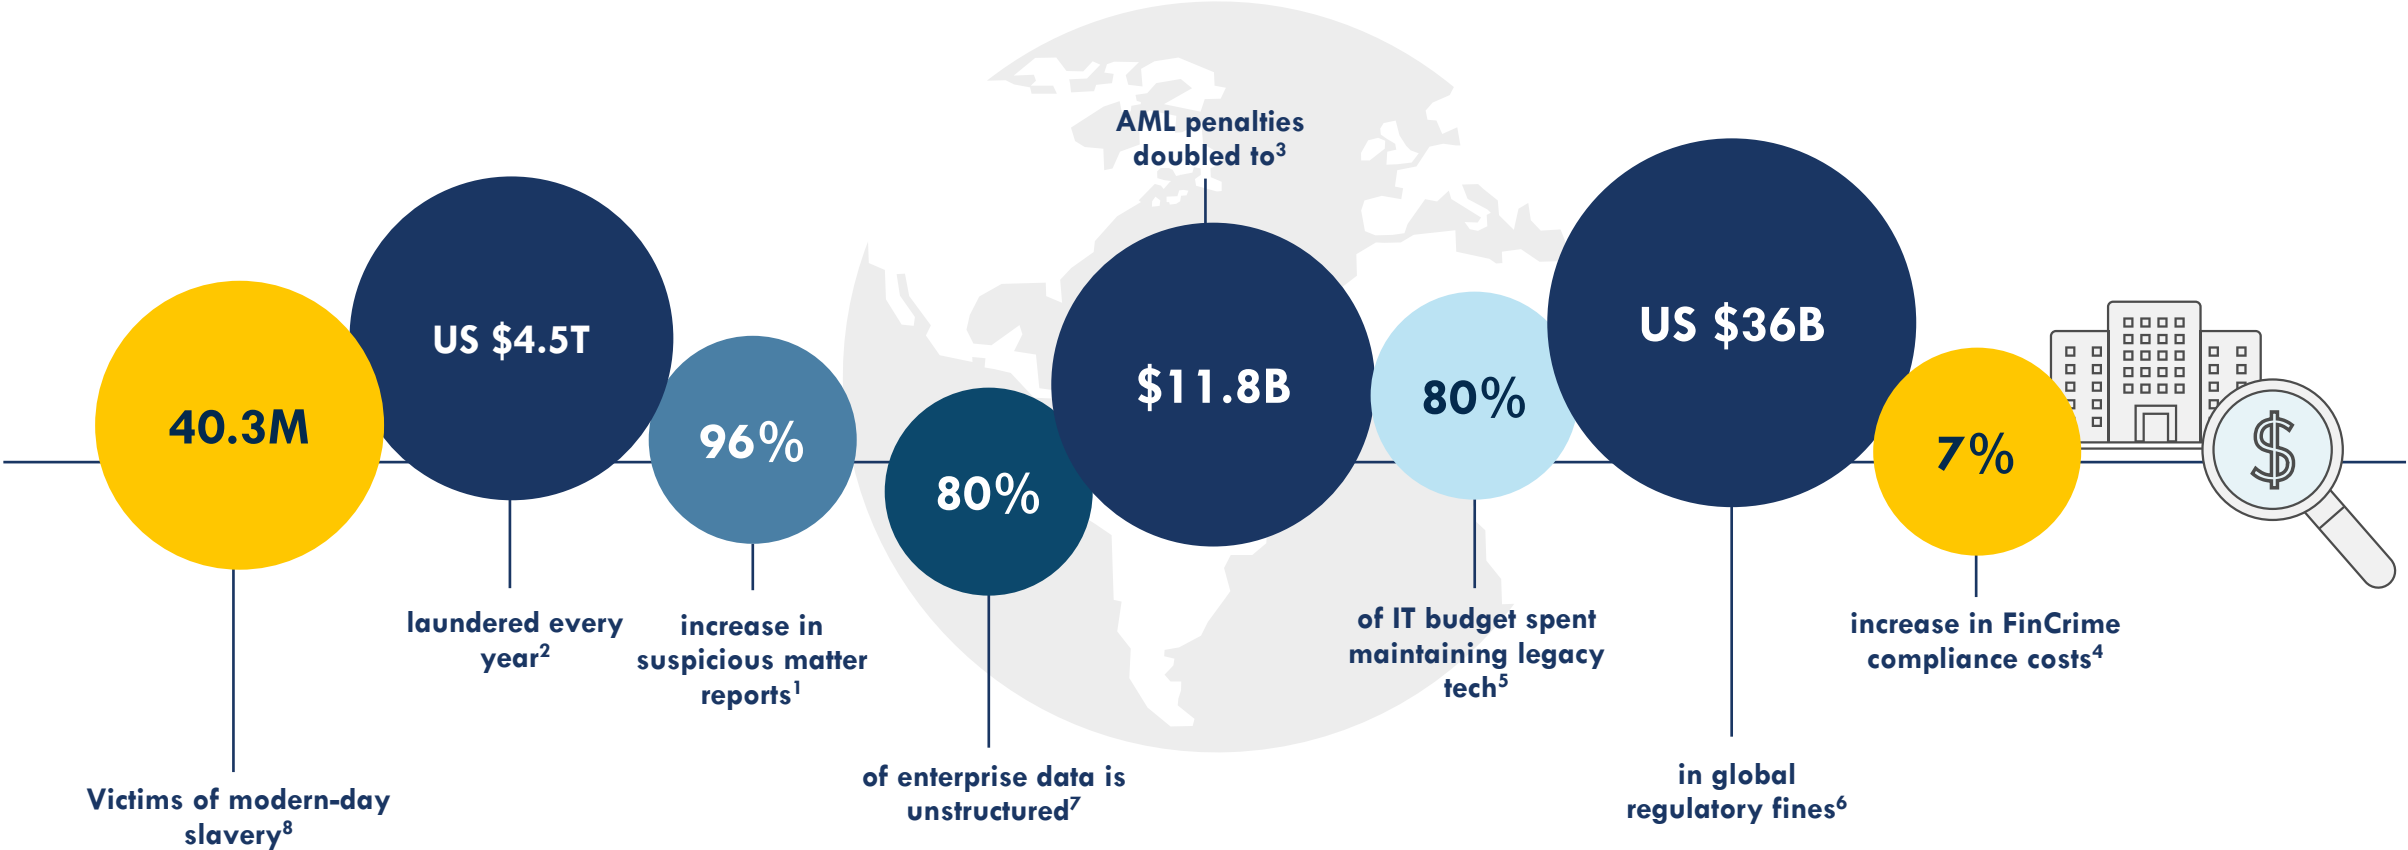 40.3M
Victims of modern-day
slavery8
US $4.5T
laundered every
year2
96%
increase in
suspicious matter
reports1
80%
of enterprise data is
unstructured7
AML penalties
doubled to3
$11.8B
80%
of IT budget spent
maintaining legacy
tech5
US $36B
in global
regulatory fines6
7%
increase in FinCrime
compliance costs4
$